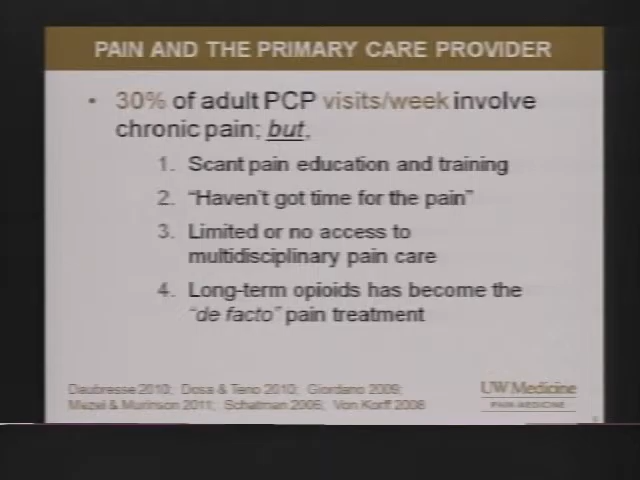 PAIN AND THE PRIMARY CARE PROVIDER
• 30% of adult PCP visits/week involve
chronic pain; but,
1. Scant pain education and training
2. “Haven’t got time for the pain”
3. Limited or no access to
multidisciplinary pain care
4. Long-term opioids has become the
“de facto” pain treatment
Daubresse 2010; Dosa & Teno 2010; Giordano 2009;
Mezei & Murinson 2011; Schatman 2006; Von Korff 2008
UW Medicine
PAIN MEDICINE